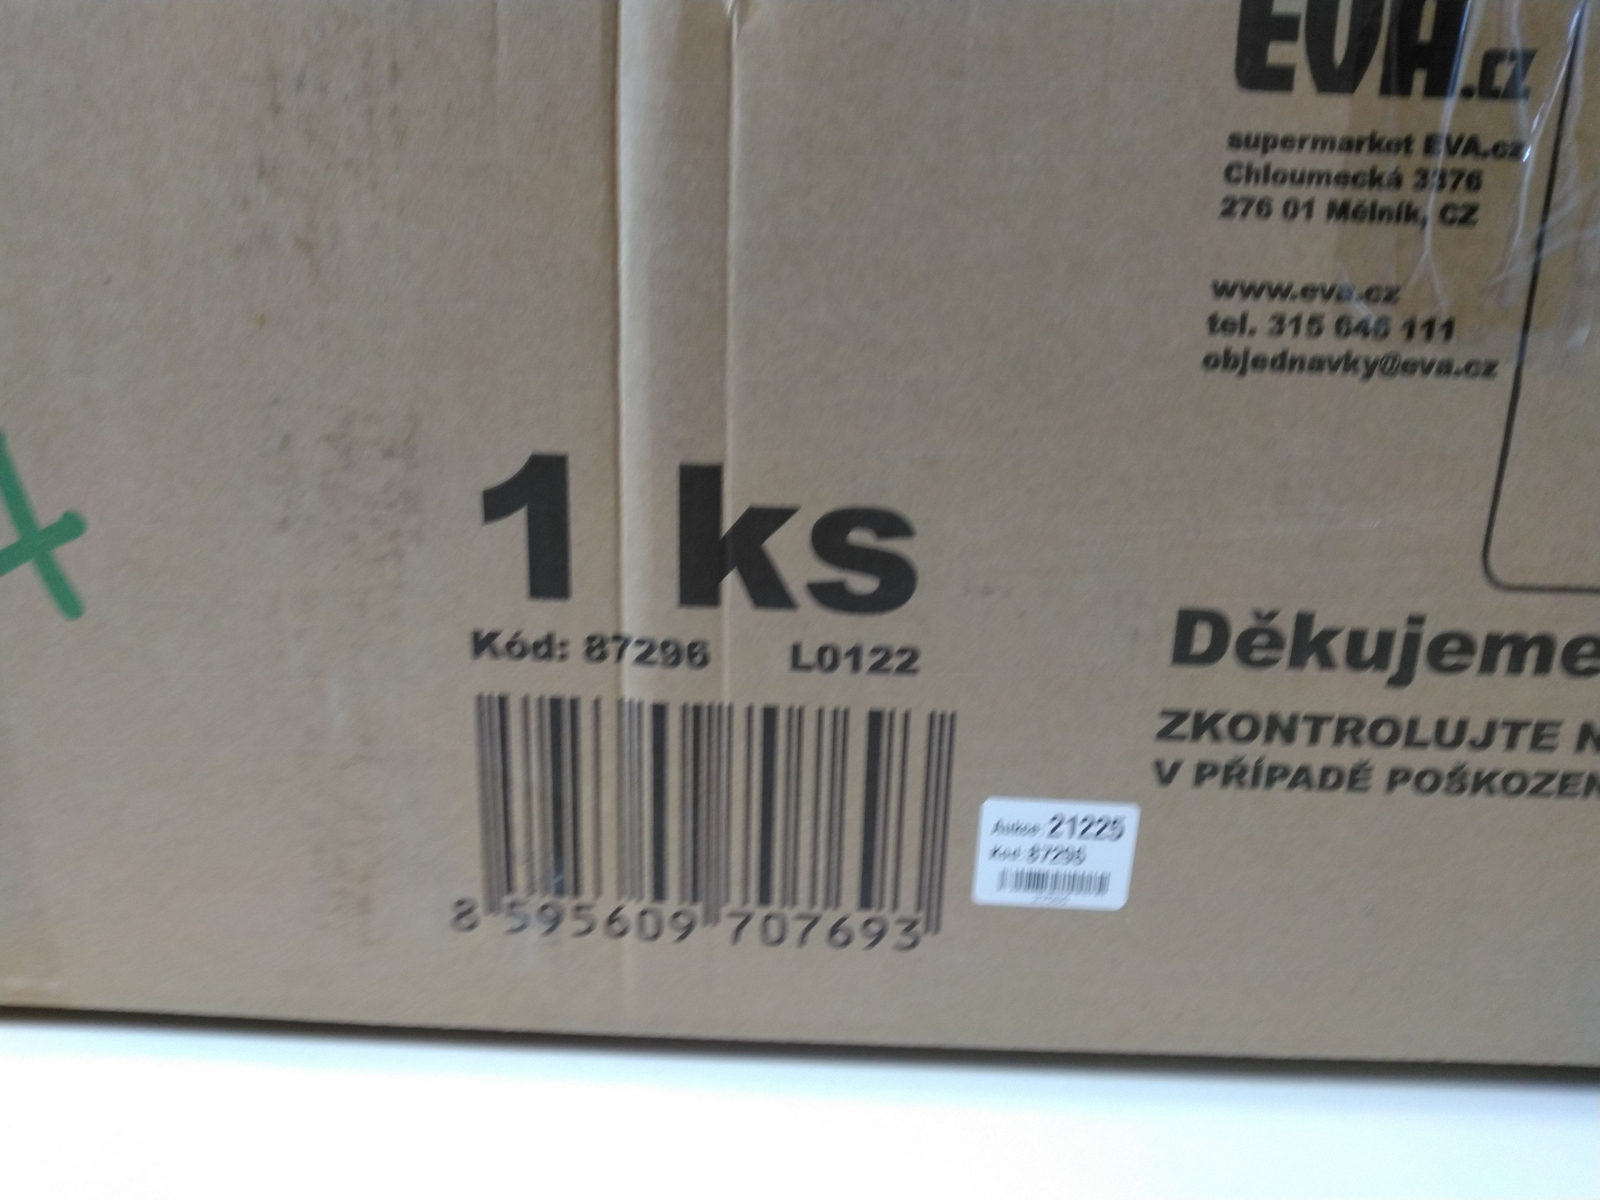 EVA.cz
supermarket EVA.cz
Chloumecká 3376
276 01 Mělník, CZ
www.eva.cz
tel. 315 646 111
objednavky@eva.cz
1 ks
Kód: 87296 L0122
8 595609 707693
Děkujeme
ZKONTROLUJTE N
V PŘÍPADĚ POŠKOZEN
Aukce: 21225
Kód: 87296